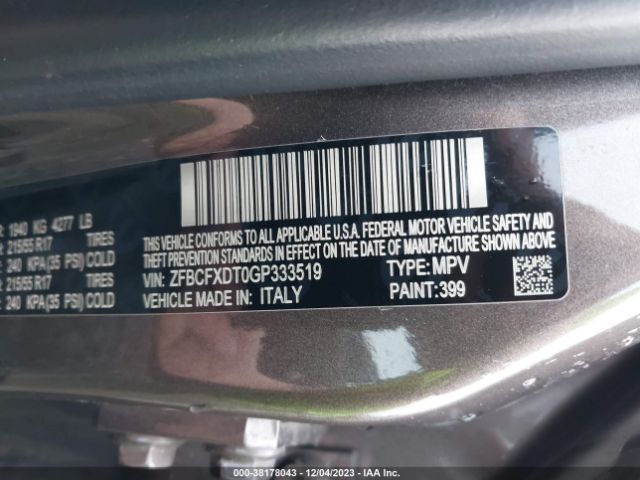 1940 KG 4277 LB
215/55 R17 TIRES
240 KPA(35 PSI) COLD
215/55 R17 TIRES
240 KPA(35 PSI) COLD
THIS VEHICLE CONFORMS TO ALL APPLICABLE U.S.A. FEDERAL MOTOR VEHICLE SAFETY AND
THEFT PREVENTION STANDARDS IN EFFECT ON THE DATE OF MANUFACTURE SHOWN ABOVE.
VIN: ZFBCFXDT0GP333519 TYPE: MPV
VEHICLE MADE IN: ITALY PAINT:399
000-38178043 — 12/04/2023 — IAA Inc.